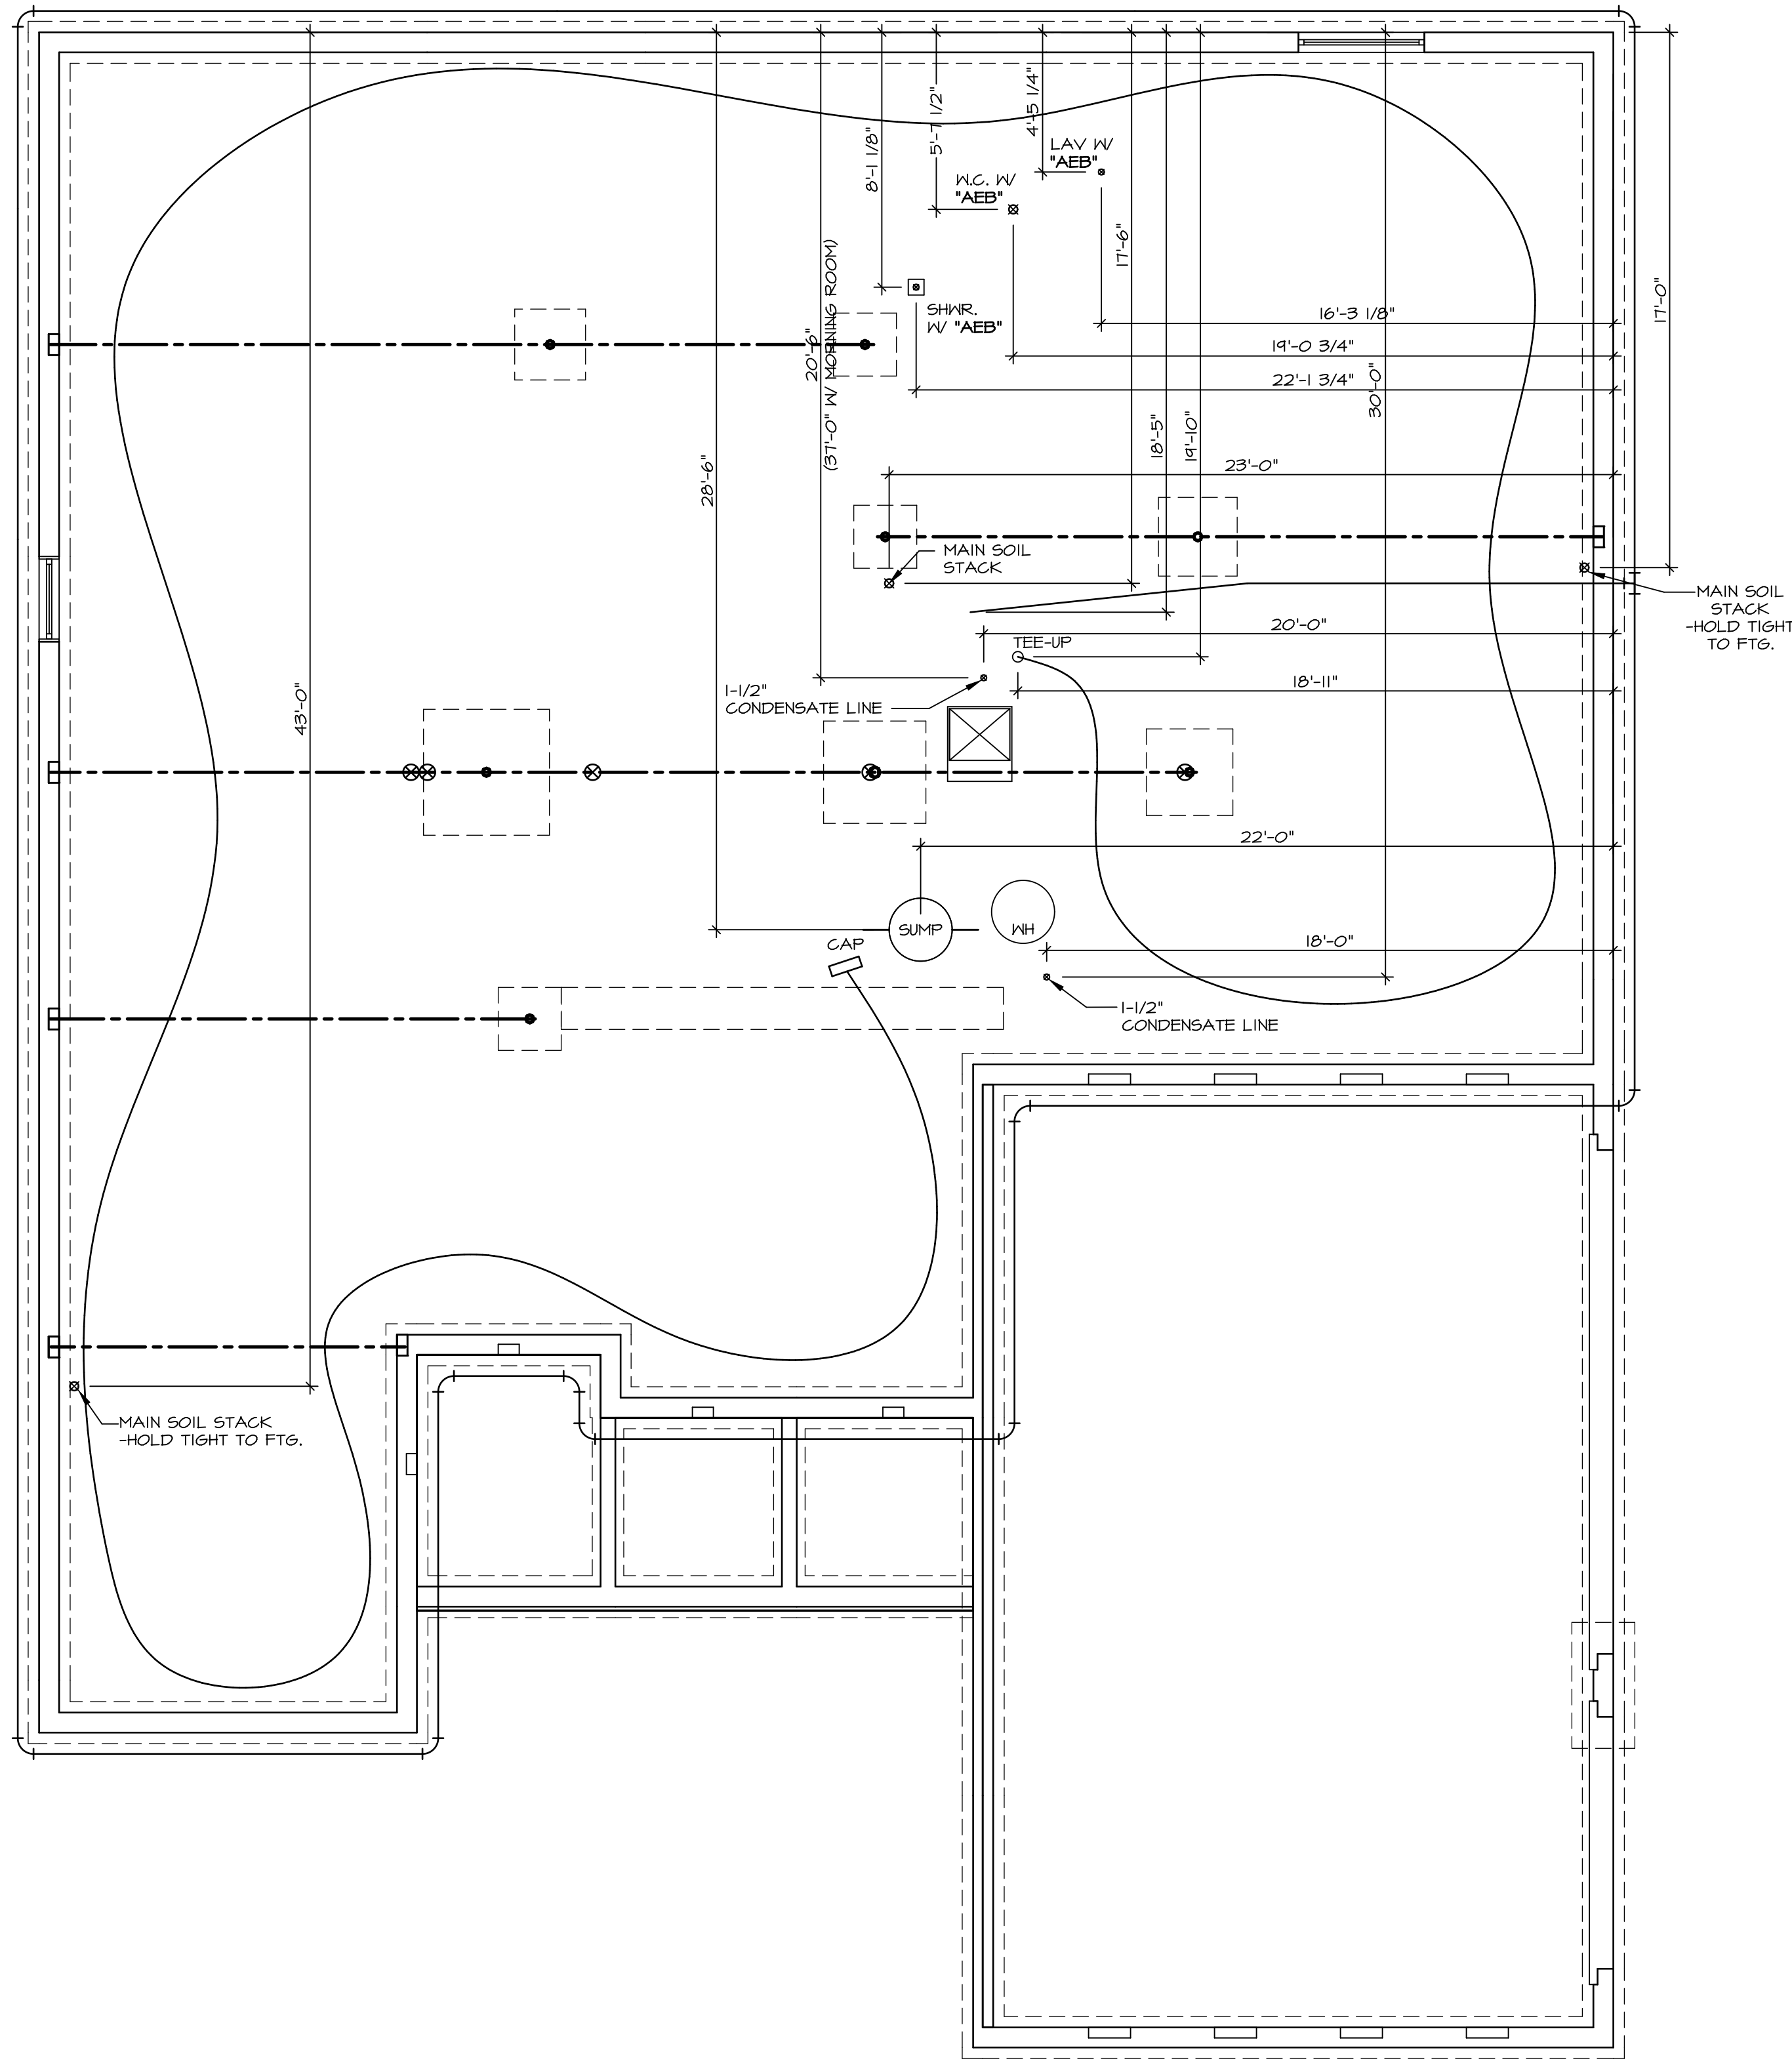 4'-5 1/4"
5'-7 1/2"
8'-1 1/8"
LAV W/
"AEB"
W.C. W/
"AEB"
17'-6"
SHWR.
W/ "AEB"
16'-3 1/8"
17'-0"
19'-0 3/4"
20'-6"
(37'-0" W/ MORNING ROOM)
22'-1 3/4"
30'-0"
18'-5"
19'-10"
28'-6"
23'-0"
MAIN SOIL
STACK
MAIN SOIL
STACK
-HOLD TIGHT
TO FTG.
20'-0"
TEE-UP
18'-11"
1-1/2"
CONDENSATE LINE
43'-0"
22'-0"
SUMP
WH
CAP
18'-0"
1-1/2"
CONDENSATE LINE
MAIN SOIL STACK
-HOLD TIGHT TO FTG.